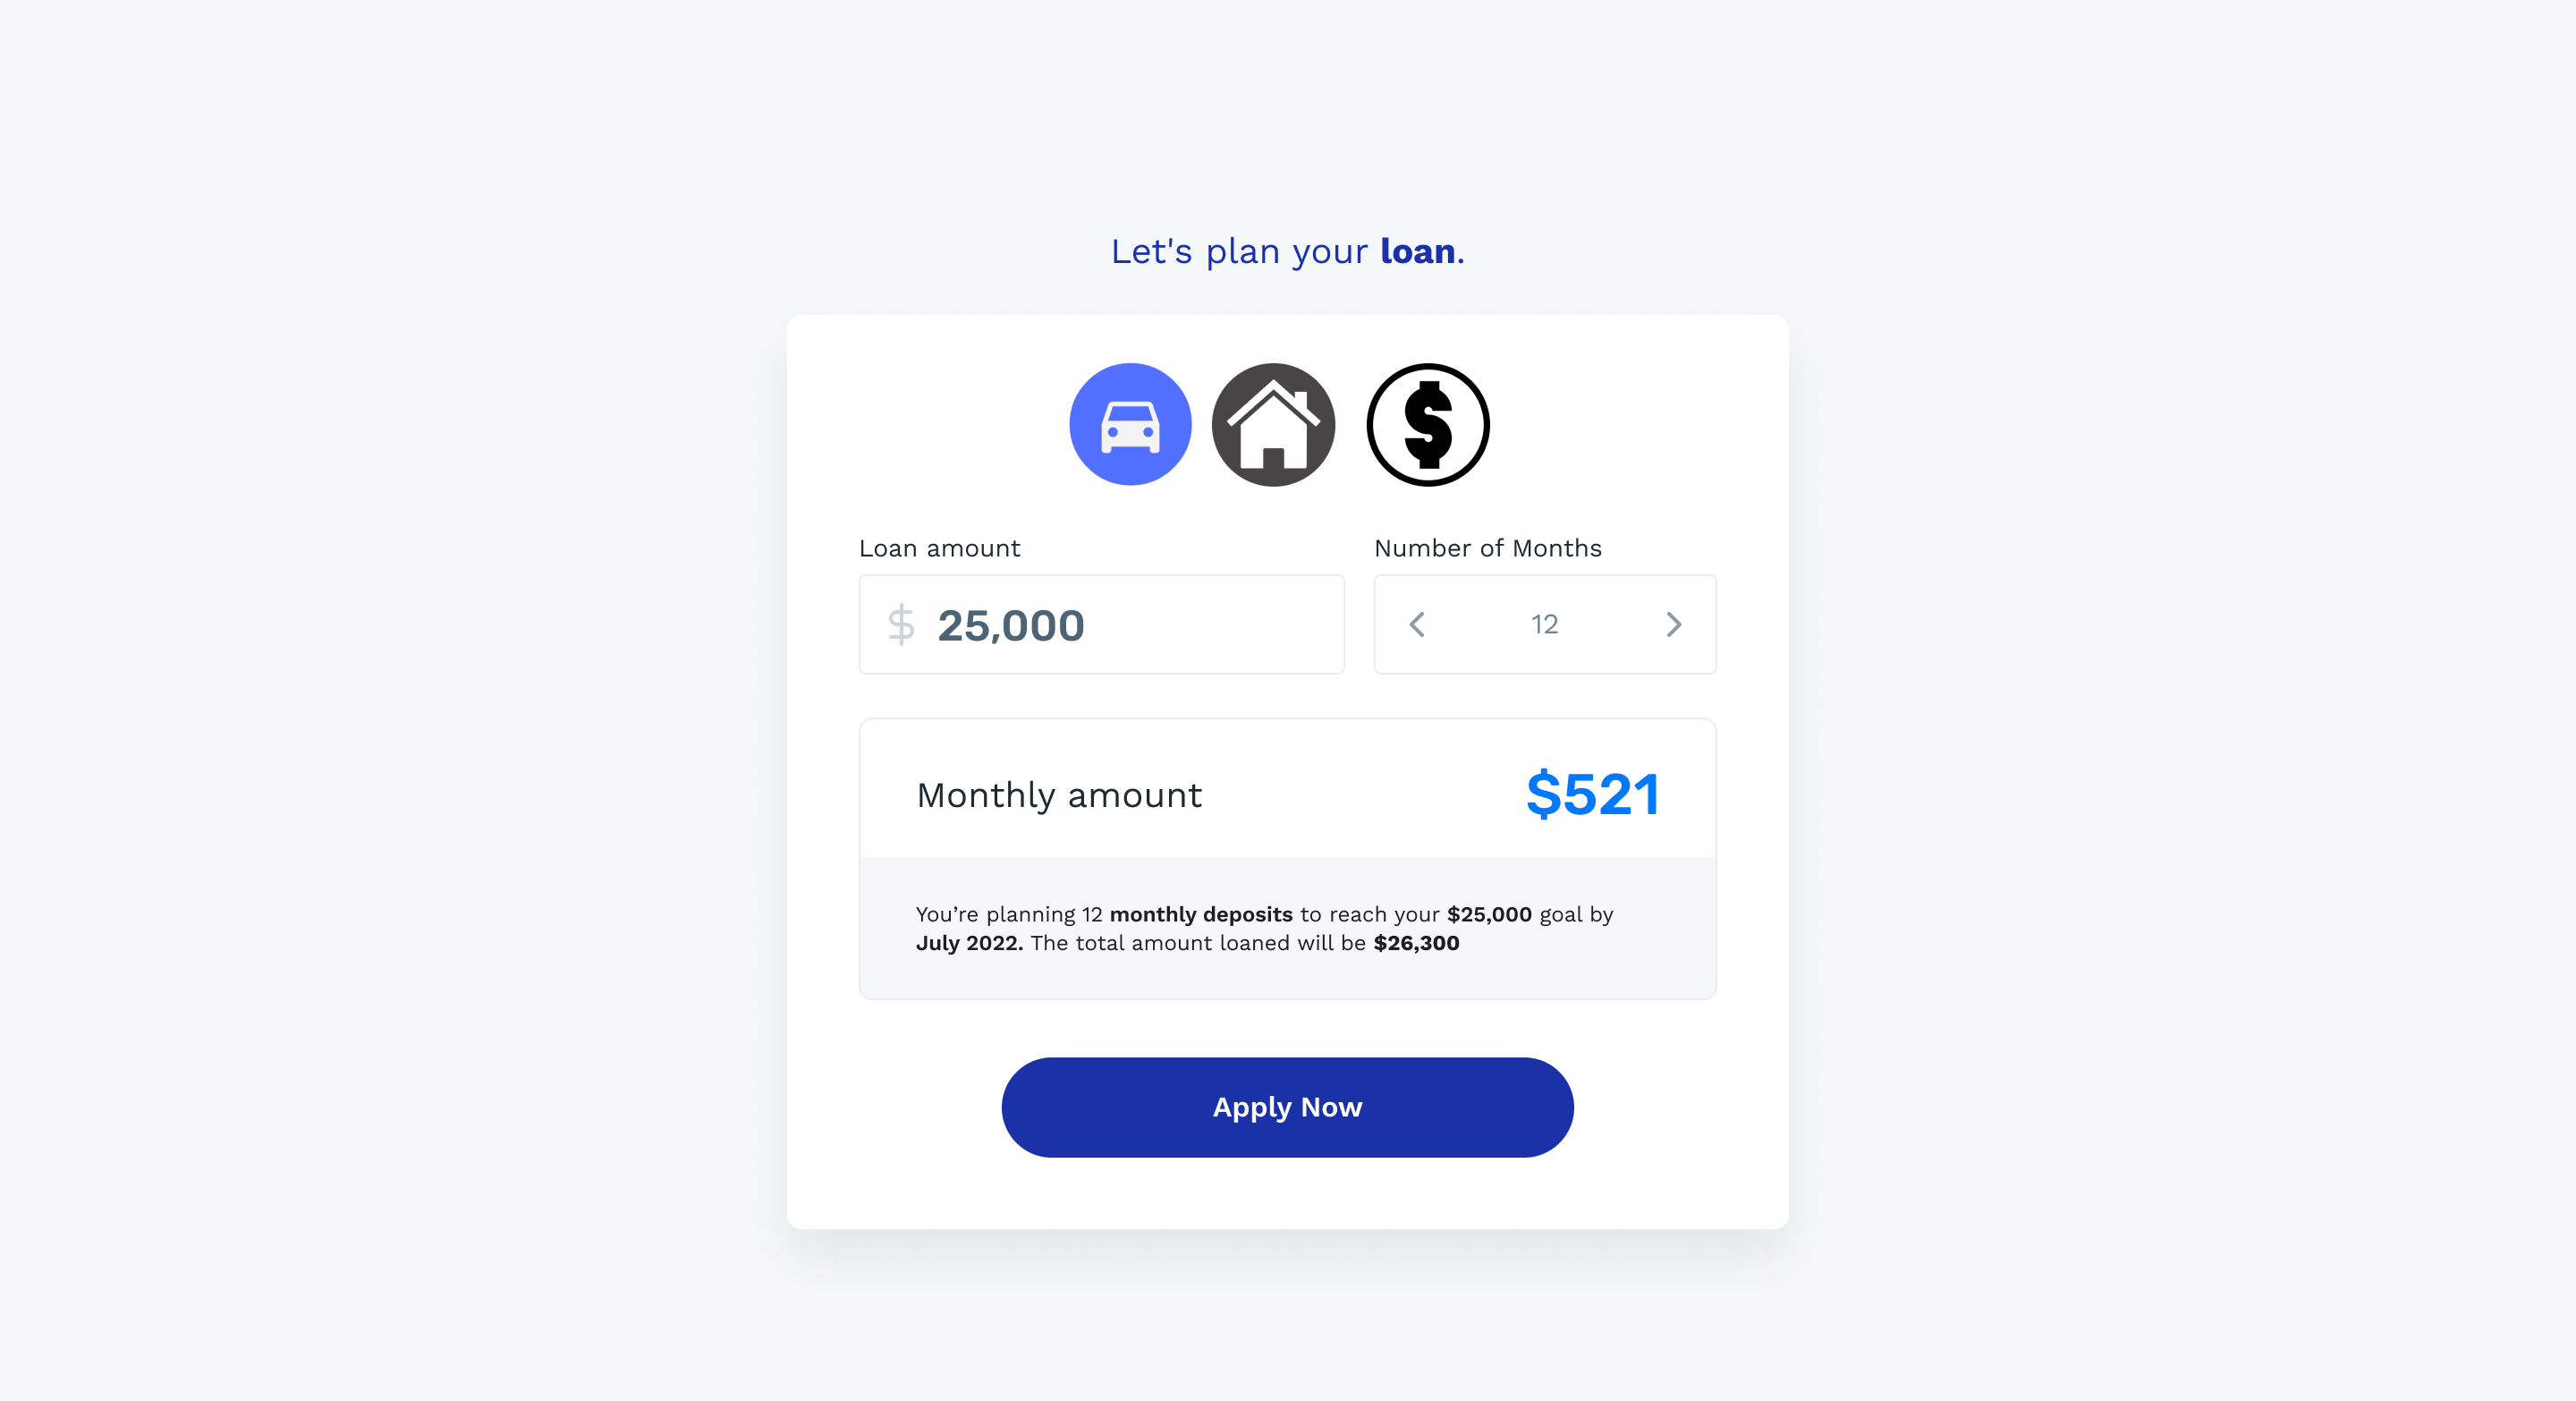 Let's plan your loan.
$
Loan amount
Number of Months
$ 25,000
12
Monthly amount
$521
You’re planning 12 monthly deposits to reach your $25,000 goal by
July 2022. The total amount loaned will be $26,300
Apply Now